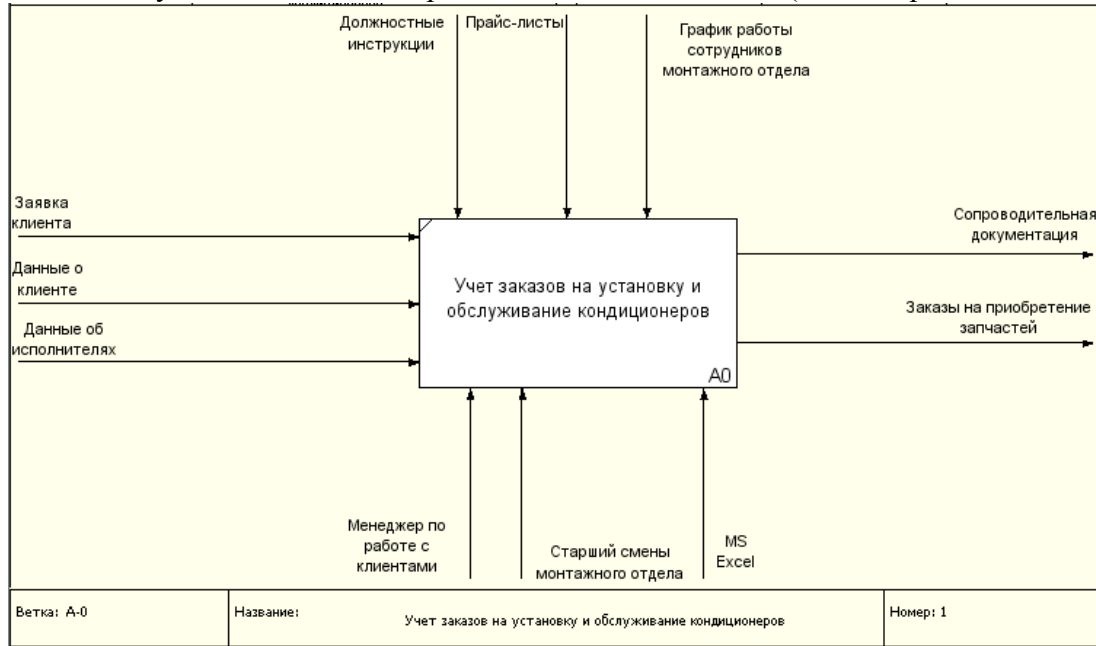 Должностные
инструкции
Прайс-листы
График работы
сотрудников
монтажного отдела
Заявка
клиента
Данные о
клиенте
Данные об
исполнителях
Учет заказов на установку и
обслуживание кондиционеров
A0
Сопроводительная
документация
Заказы на приобретение
запчастей
Менеджер по
работе с
клиентами
Старший смены
монтажного отдела
MS
Excel
Ветка: А-0
Название:
Учет заказов на установку и обслуживание кондиционеров
Номер: 1